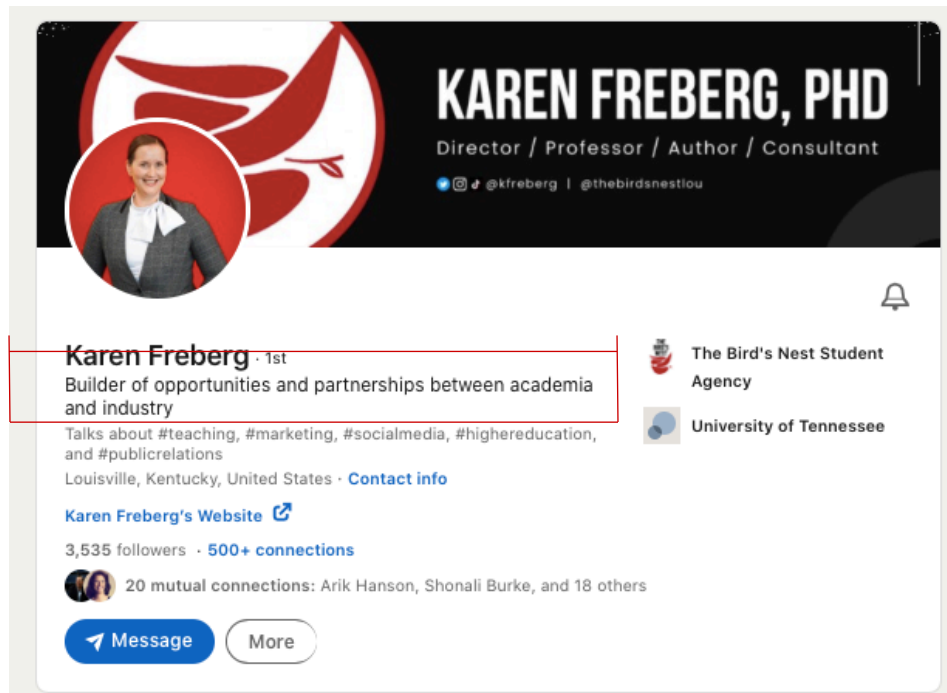 KAREN FREBERG, PHD
Director / Professor / Author / Consultant
@kfreberg | @thebirdsnestlou
Karen Freberg · 1st
Builder of opportunities and partnerships between academia
and industry
Talks about #teaching, #marketing, #socialmedia, #highereducation,
and #publicrelations
Louisville, Kentucky, United States · Contact info
Karen Freberg's Website
3,535 followers · 500+ connections
20 mutual connections: Arik Hanson, Shonali Burke, and 18 others
Message
More
The Bird's Nest Student
Agency
University of Tennessee